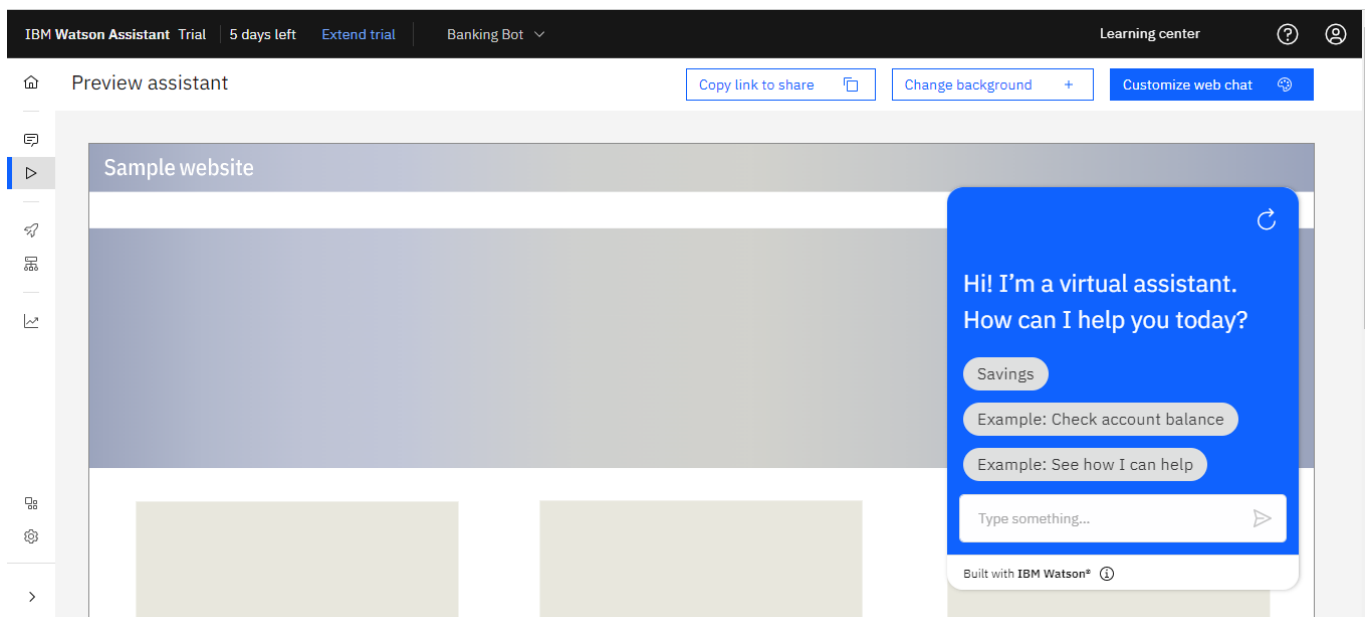 IBM Watson Assistant Trial 5 days left Extend trial Banking Bot Learning center
Preview assistant Copy link to share Change background + Customize web chat
Sample website
Hi! I’m a virtual assistant.
How can I help you today?
Savings
Example: Check account balance
Example: See how I can help
Type something...
Built with IBM Watson®